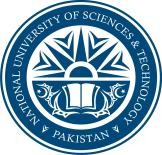 NATIONAL UNIVERSITY OF SCIENCES & TECHNOLOGY
PAKISTAN